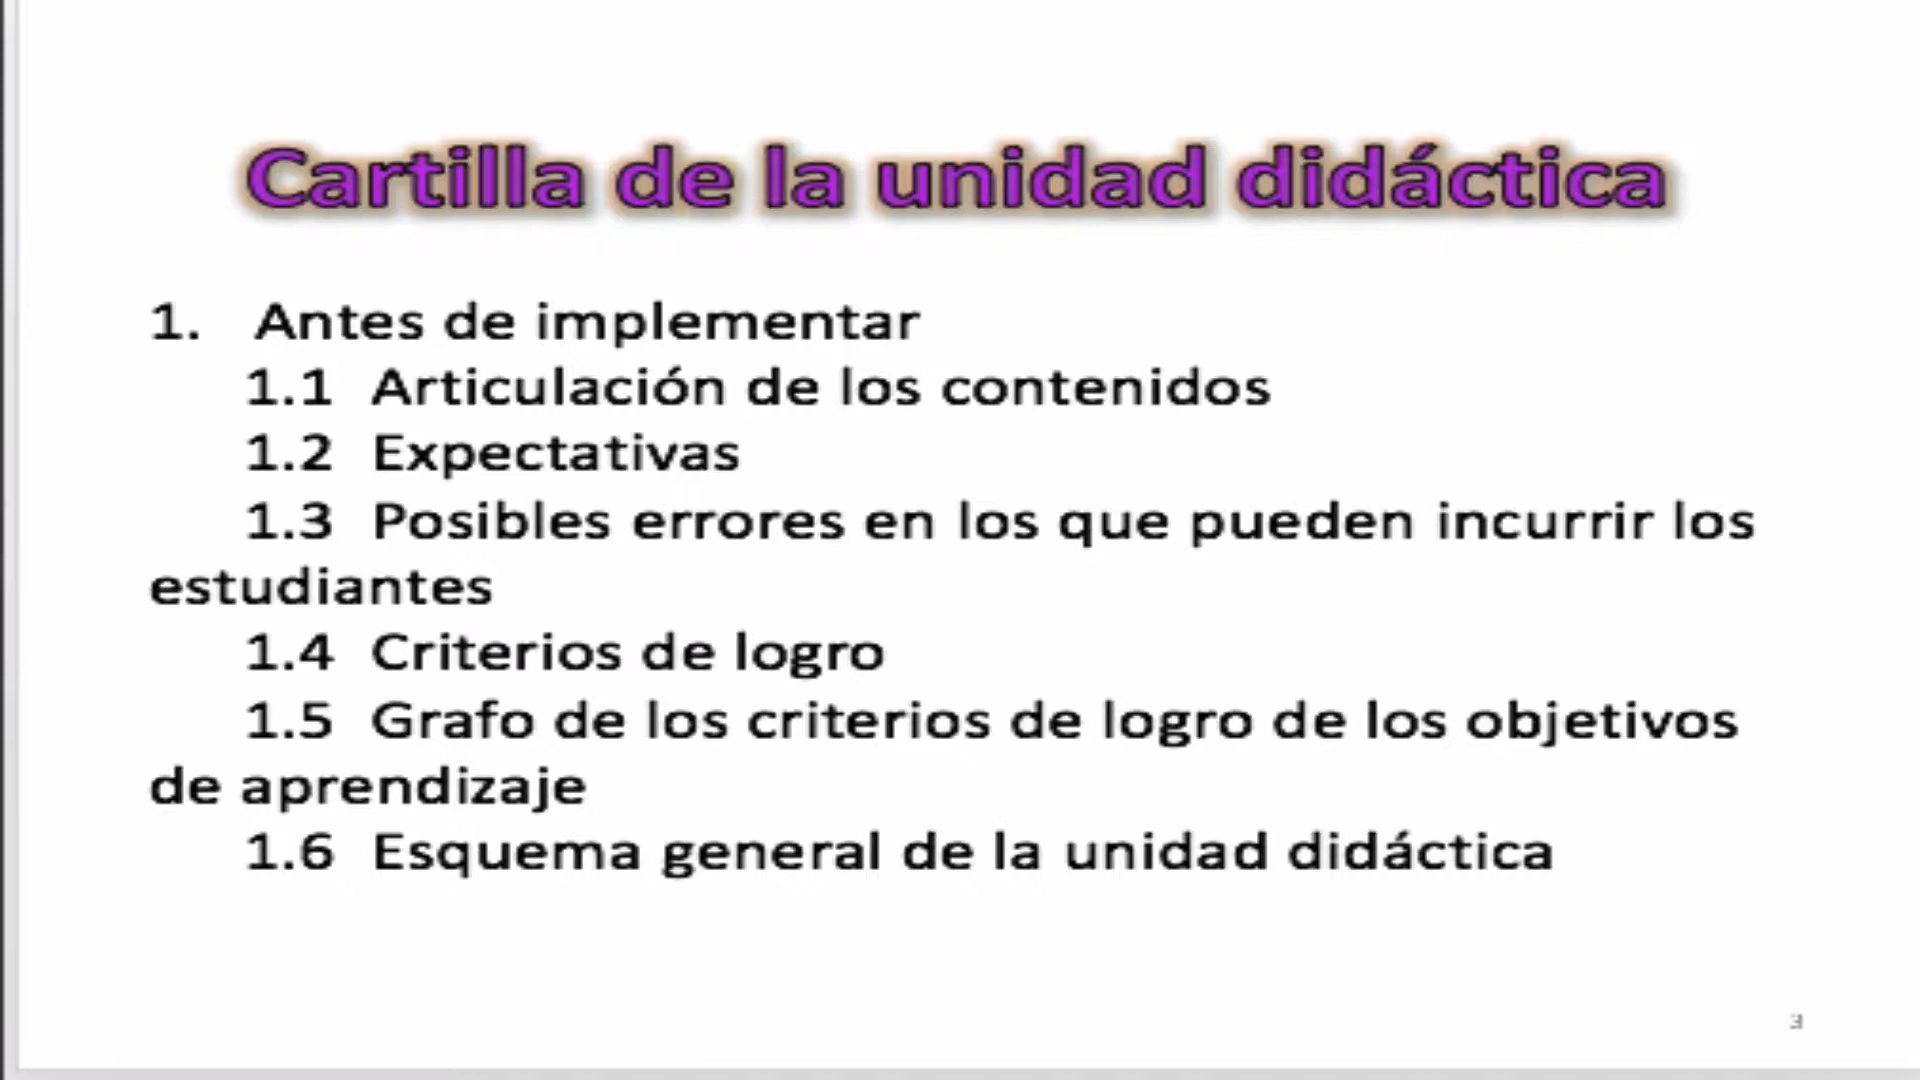 Cartilla de la unidad didáctica
1. Antes de implementar
1.1 Articulación de los contenidos
1.2 Expectativas
1.3 Posibles errores en los que pueden incurrir los
estudiantes
1.4 Criterios de logro
1.5 Grafo de los criterios de logro de los objetivos
de aprendizaje
1.6 Esquema general de la unidad didáctica
3